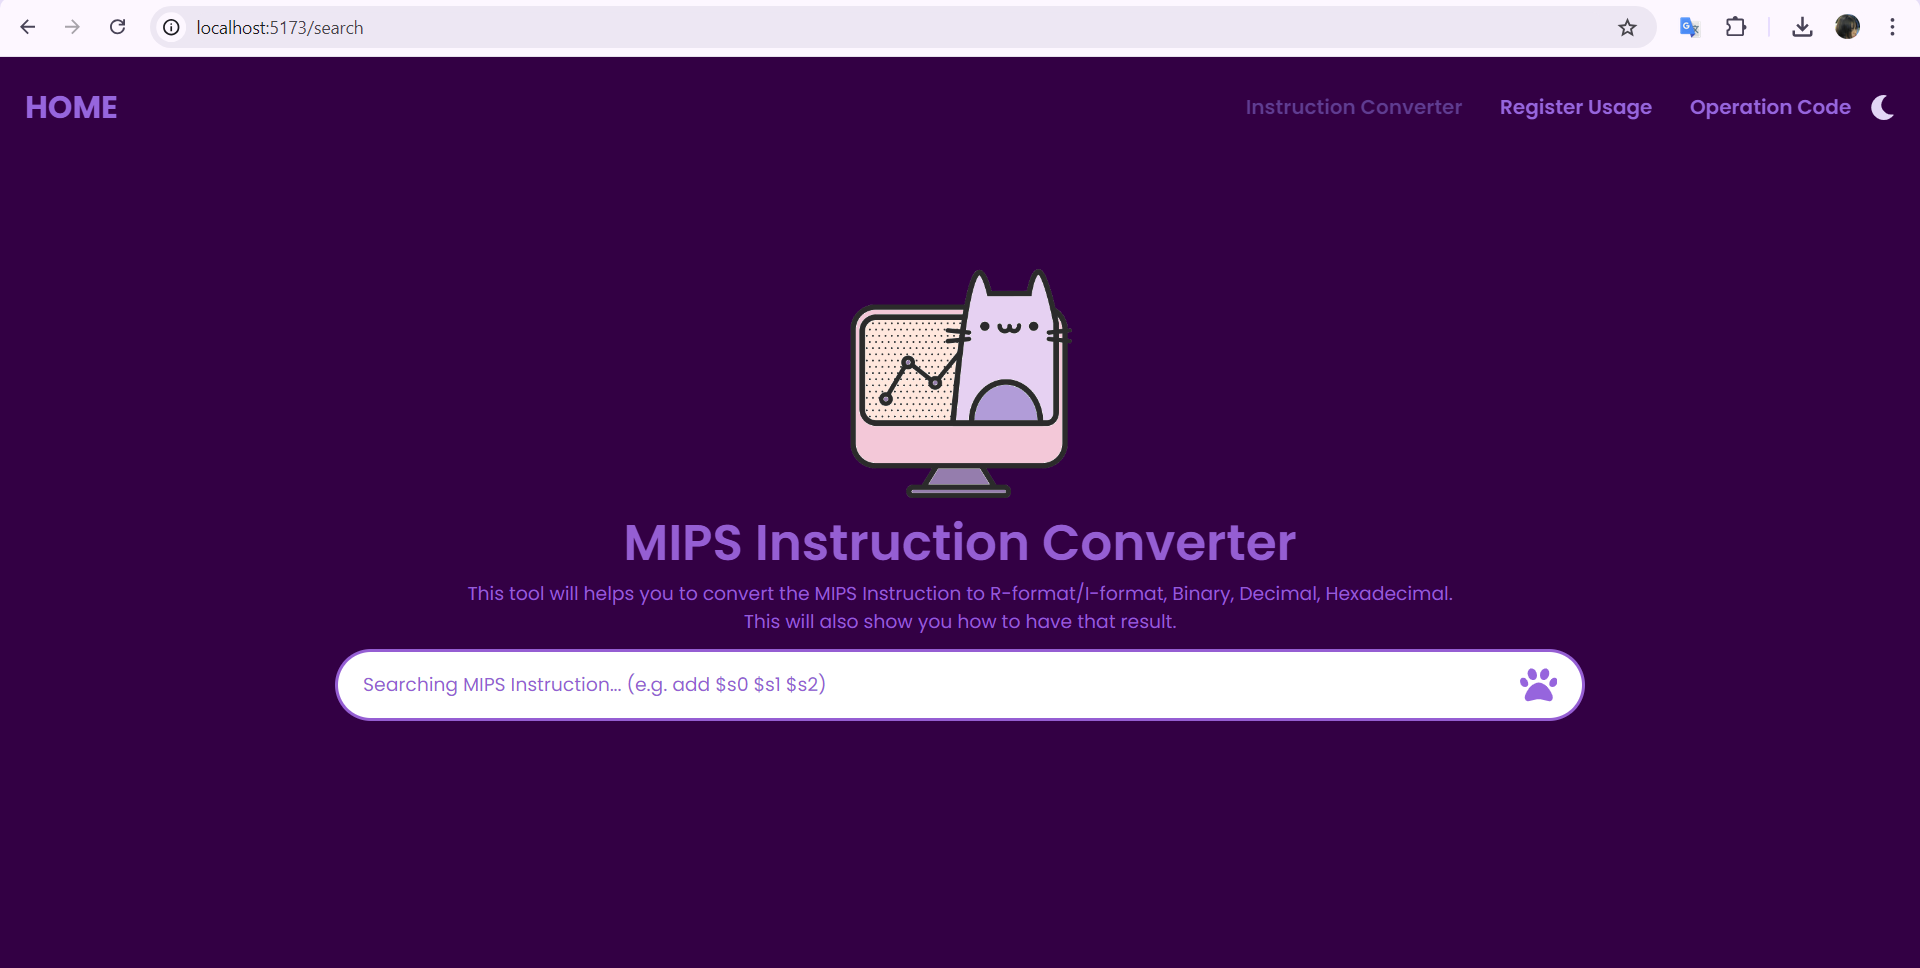 localhost:5173/search
HOME
Instruction Converter
Register Usage
Operation Code
MIPS Instruction Converter
This tool will helps you to convert the MIPS Instruction to R-format/I-format, Binary, Decimal, Hexadecimal.
This will also show you how to have that result.
Searching MIPS Instruction... (e.g. add $s0 $s1 $s2)